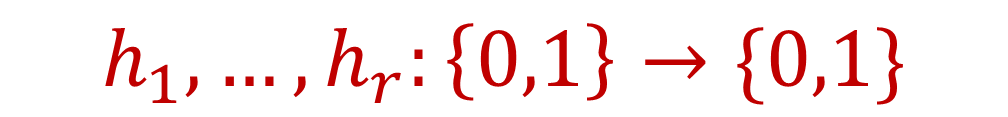 h₁, … , hᵣ: {0,1} → {0,1}